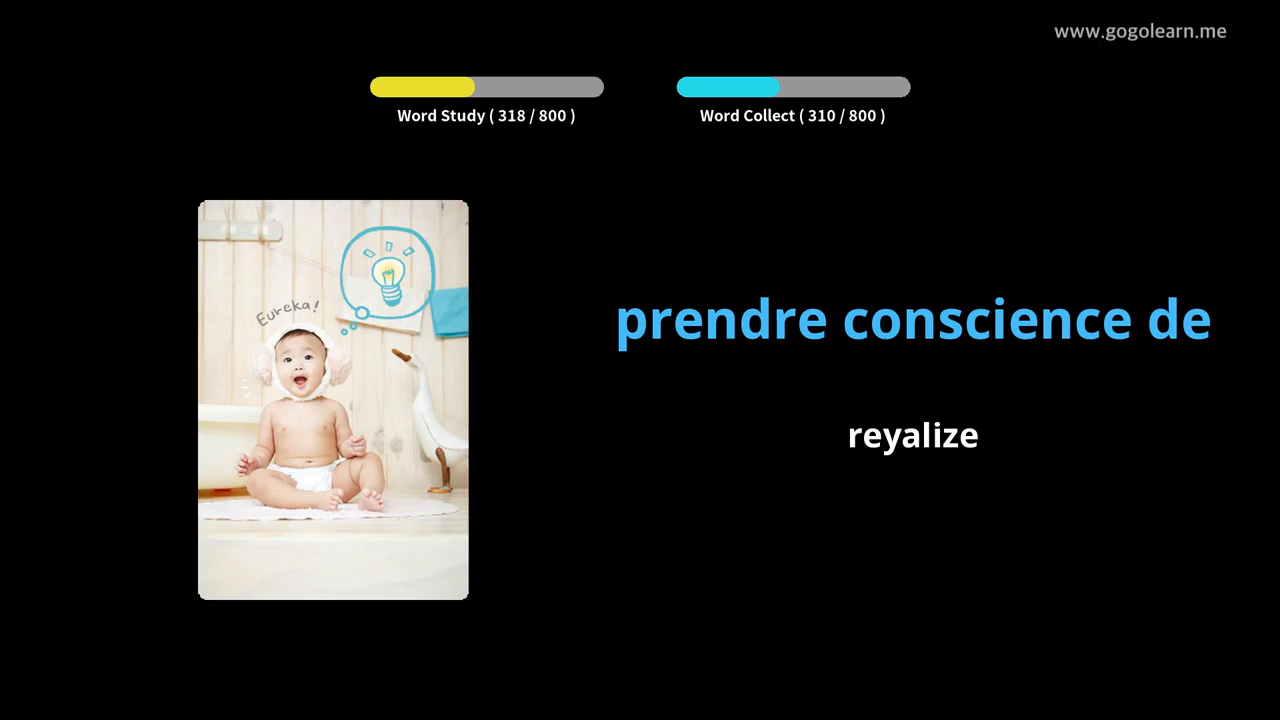 www.gogolearn.me
Word Study ( 318 / 800 )
Word Collect ( 310 / 800 )
Eureka!
prendre conscience de
reyalize